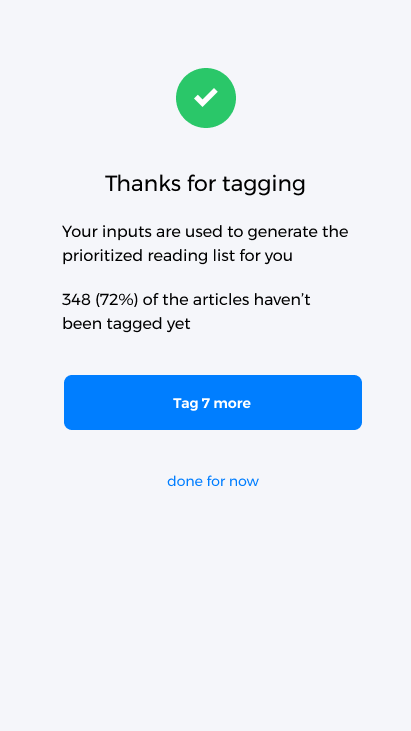 Thanks for tagging
Your inputs are used to generate the
prioritized reading list for you
348 (72%) of the articles haven’t
been tagged yet
Tag 7 more
done for now